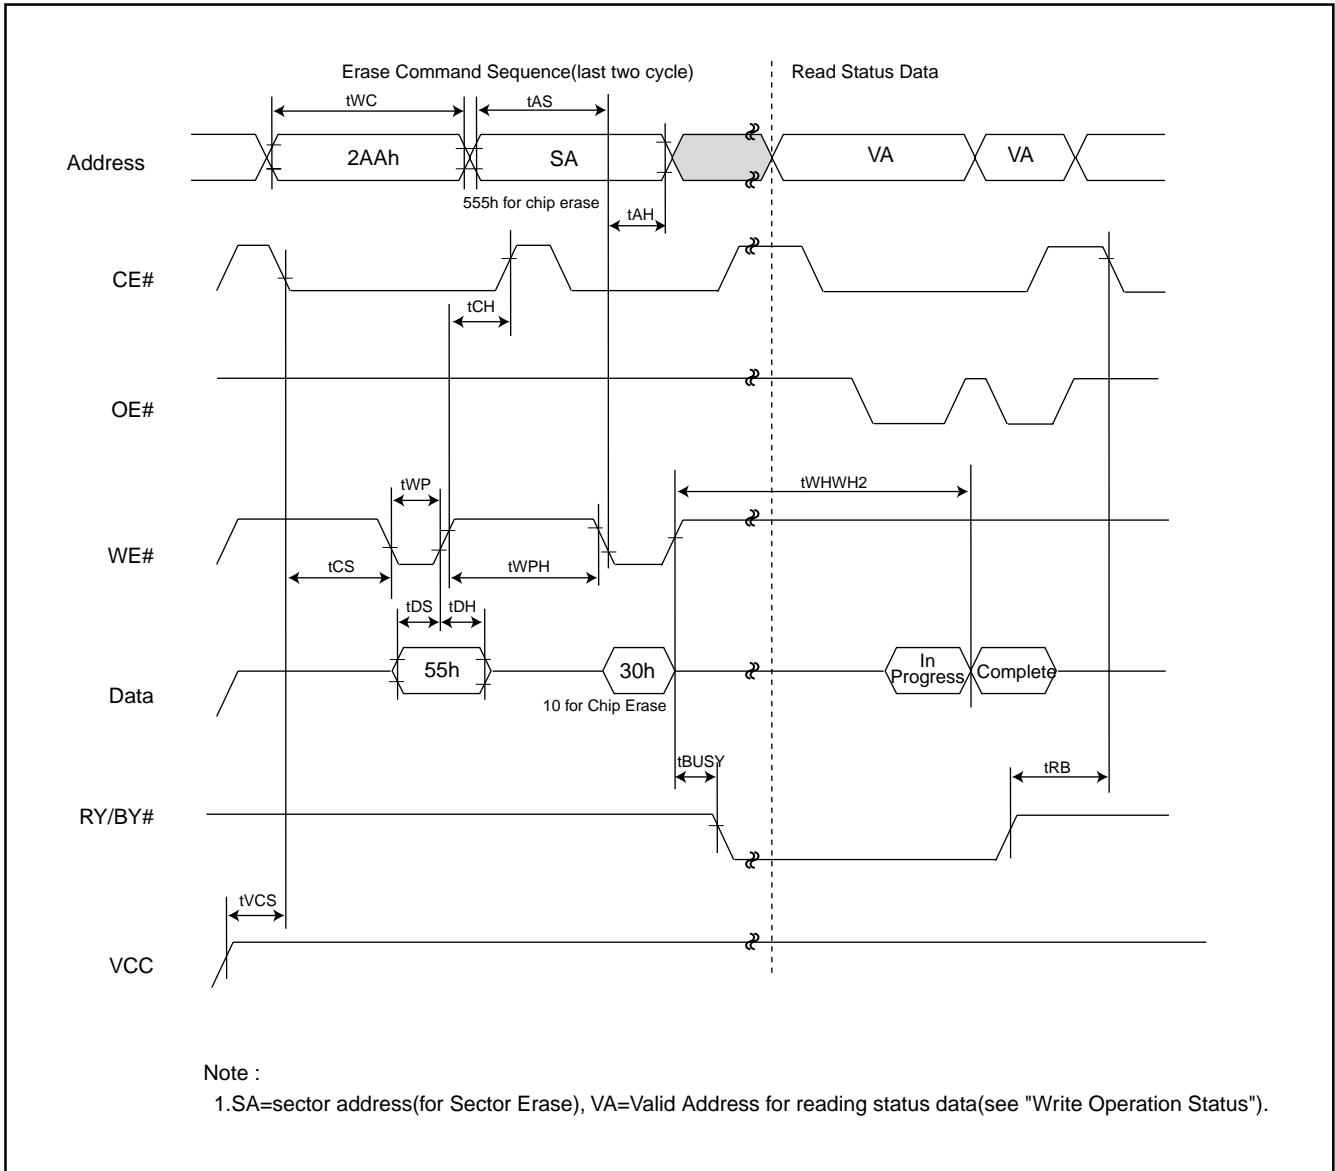 Erase Command Sequence(last two cycle)
Read Status Data
tWC
tAS
Address
2AAh
SA
VA
VA
555h for chip erase
tAH
CE#
tCH
OE#
tWP
tWHWH2
WE#
tCS
tWPH
tDS
tDH
Data
55h
30h
In
Progress
Complete
10 for Chip Erase
tBUSY
tRB
RY/BY#
tVCS
VCC
Note :
1.SA=sector address(for Sector Erase), VA=Valid Address for reading status data(see "Write Operation Status").